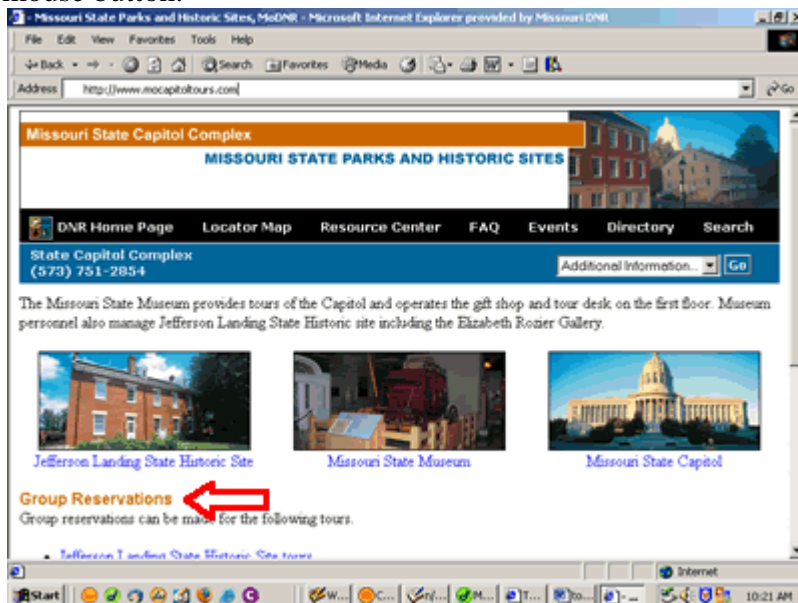 mouse button.
- Missouri State Parks and Historic Sites, MoDNR - Microsoft Internet Explorer provided by Missouri DNR
File Edit View Favorites Tools Help
Back Search Favorites Media
Address http://www.mocapitoltours.com Go
Missouri State Capitol Complex
MISSOURI STATE PARKS AND HISTORIC SITES
DNR Home Page Locator Map Resource Center FAQ Events Directory Search
State Capitol Complex
(573) 751-2854
Additional Information... Go
The Missouri State Museum provides tours of the Capitol and operates the gift shop and tour desk on the first floor. Museum
personnel also manage Jefferson Landing State Historic site including the Elizabeth Rozier Gallery.
Jefferson Landing State Historic Site Missouri State Museum Missouri State Capitol
Group Reservations
Group reservations can be made for the following tours.
Jefferson Landing State Historic Site tours
Internet
Start W... C... M... T... to... - ... 10:21 AM